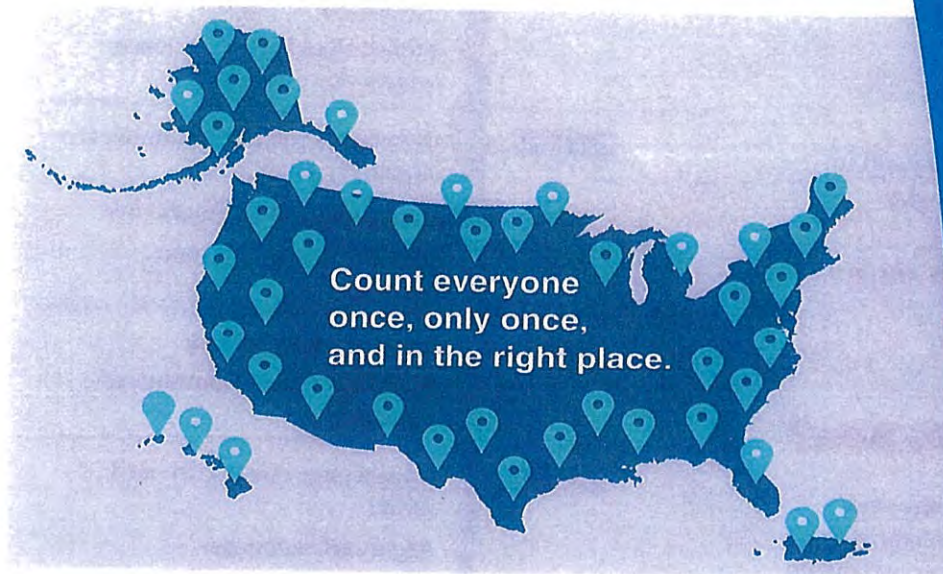 Count everyone
once, only once,
and in the right place.